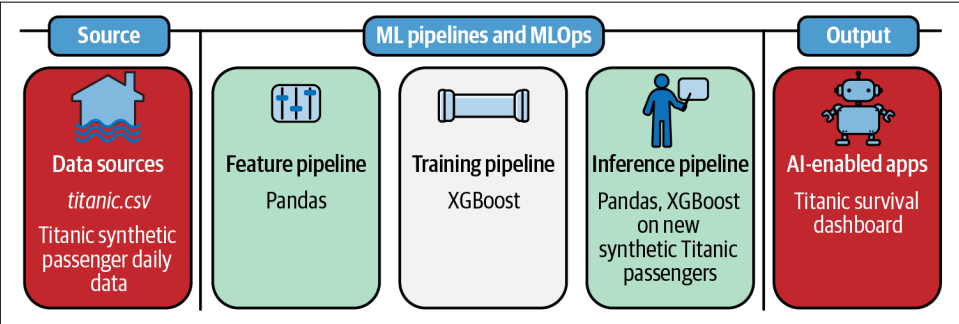 Source
ML pipelines and MLOps
Output
Data sources
titanic.csv
Titanic synthetic
passenger daily
data
Feature pipeline
Pandas
Training pipeline
XGBoost
Inference pipeline
Pandas, XGBoost
on new
synthetic Titanic
passengers
AI-enabled apps
Titanic survival
dashboard